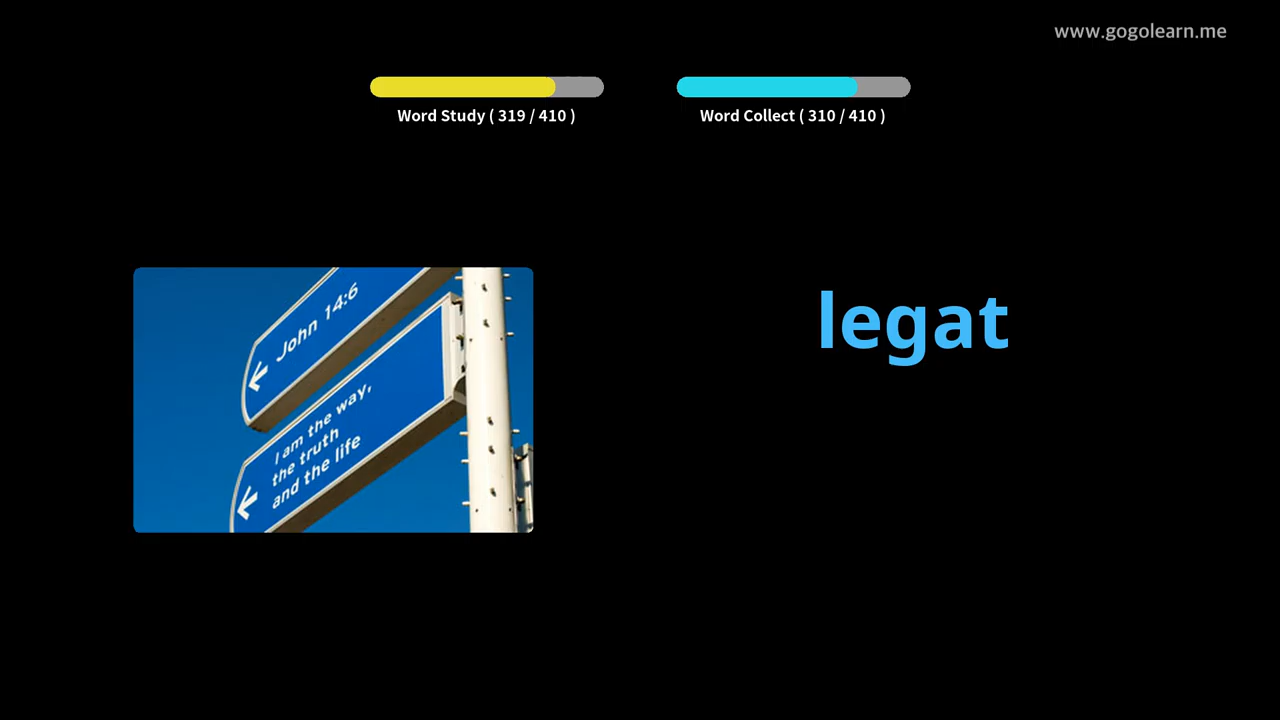 www.gogolearn.me
Word Study ( 319 / 410 )
Word Collect ( 310 / 410 )
John 14:6
I am the way,
the truth
and the life
legat